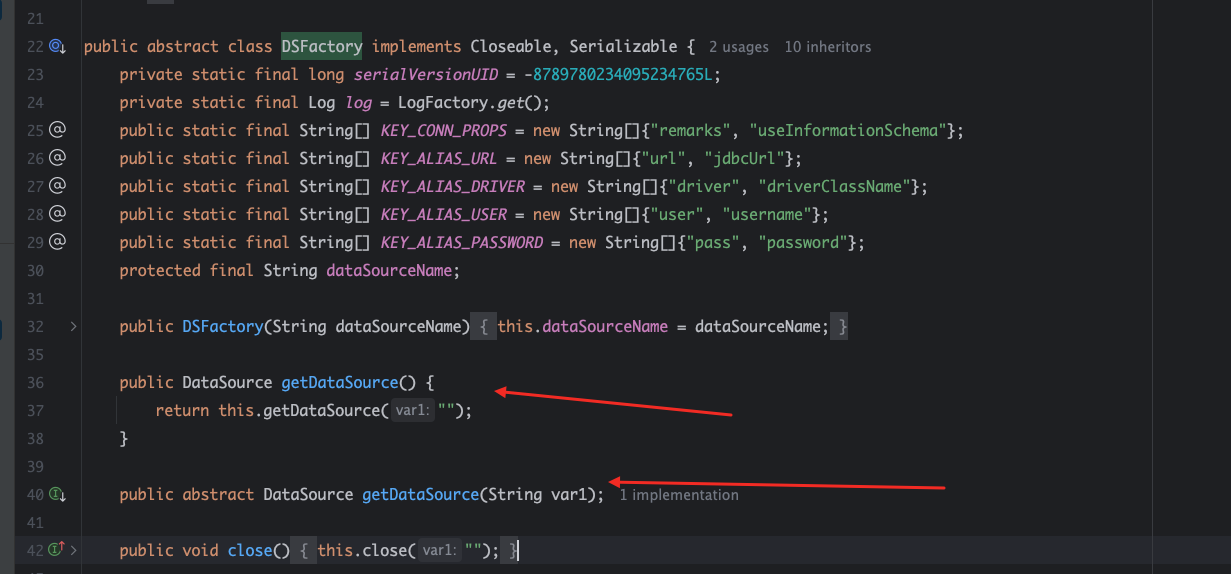 21
22 public abstract class DSFactory implements Closeable, Serializable { 2 usages 10 inheritors
23 private static final long serialVersionUID = -8789780234095234765L;
24 private static final Log log = LogFactory.get();
25 @ public static final String[] KEY_CONN_PROPS = new String[]{"remarks", "useInformationSchema"};
26 @ public static final String[] KEY_ALIAS_URL = new String[]{"url", "jdbcUrl"};
27 @ public static final String[] KEY_ALIAS_DRIVER = new String[]{"driver", "driverClassName"};
28 @ public static final String[] KEY_ALIAS_USER = new String[]{"user", "username"};
29 @ public static final String[] KEY_ALIAS_PASSWORD = new String[]{"pass", "password"};
30 protected final String dataSourceName;
31
32 public DSFactory(String dataSourceName) { this.dataSourceName = dataSourceName; }
35
36 public DataSource getDataSource() {
37 return this.getDataSource( var1: "");
38 }
39
40 public abstract DataSource getDataSource(String var1); 1 implementation
41
42 public void close() { this.close( var1: ""); }